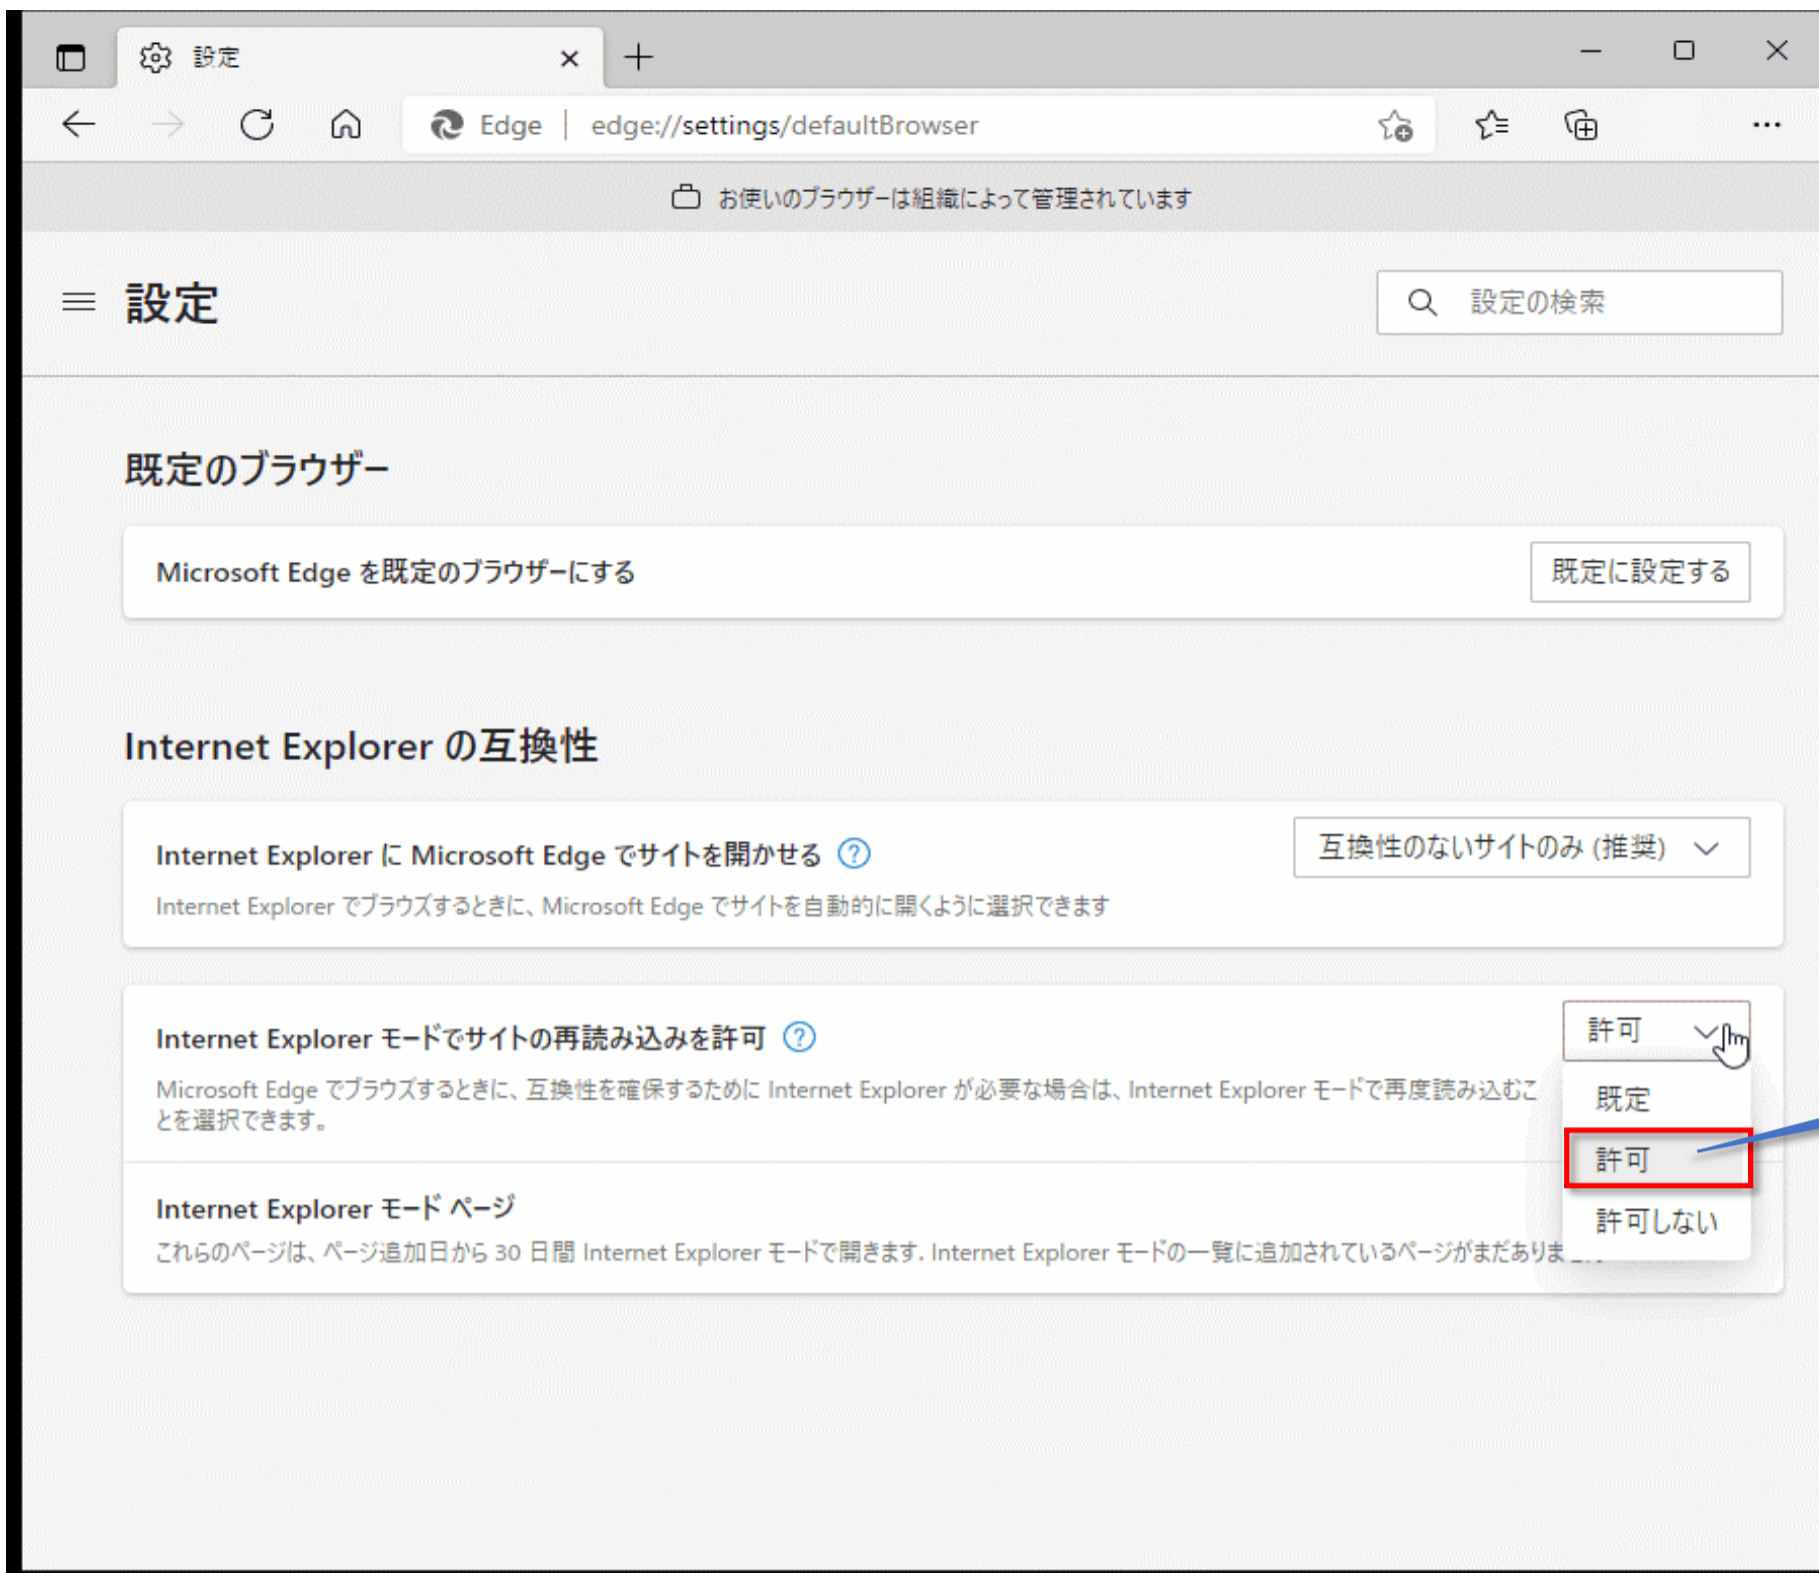 設定
Edge | edge://settings/defaultBrowser
お使いのブラウザーは組織によって管理されています
設定
設定の検索
既定のブラウザー
Microsoft Edge を既定のブラウザーにする
既定に設定する
Internet Explorer の互換性
Internet Explorer に Microsoft Edge でサイトを開かせる
互換性のないサイトのみ (推奨)
Internet Explorer でブラウズするときに、Microsoft Edge でサイトを自動的に開くように選択できます
Internet Explorer モードでサイトの再読み込みを許可
許可
Microsoft Edge でブラウズするときに、互換性を確保するために Internet Explorer が必要な場合は、Internet Explorer モードで再度読み込むこ
とを選択できます。
既定
許可
許可しない
Internet Explorer モード ページ
これらのページは、ページ追加日から 30 日間 Internet Explorer モードで開きます. Internet Explorer モードの一覧に追加されているページがまだありま